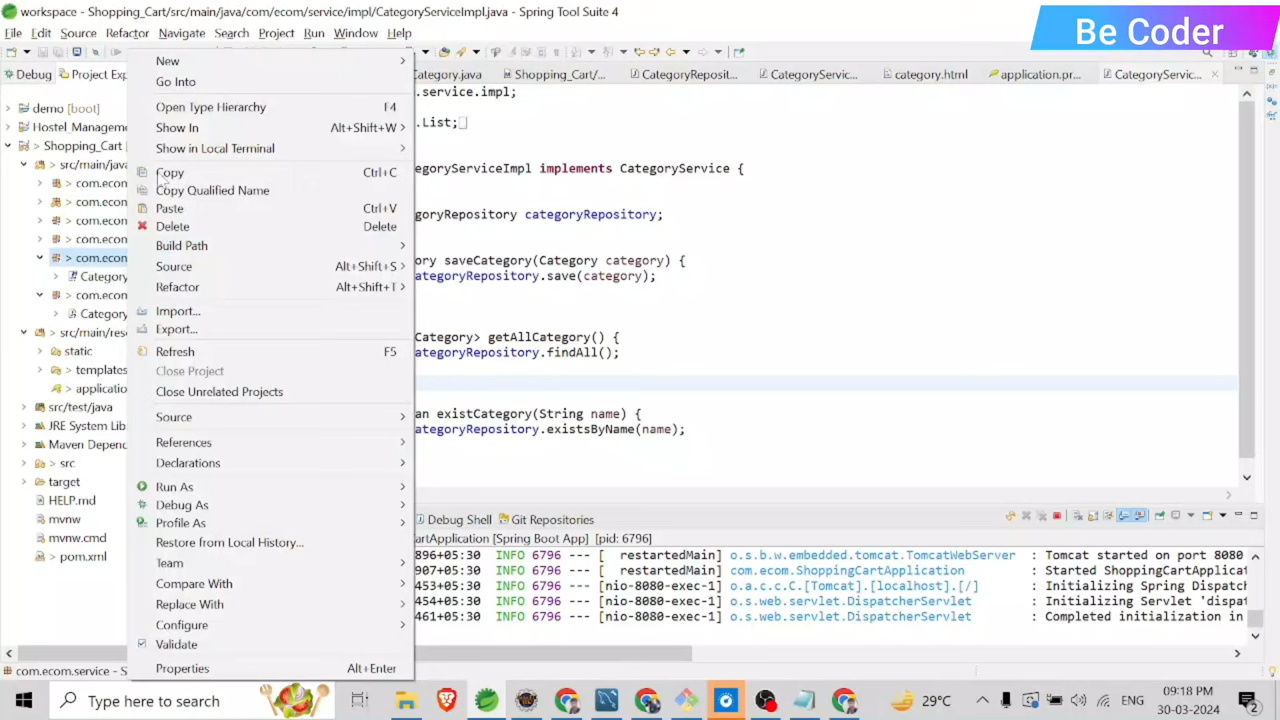 workspace - Shopping_Cart/src/main/java/com/ecom/service/impl/CategoryServiceImpl.java - Spring Tool Suite 4
Be Coder
File Edit Source Refactor Navigate Search Project Run Window Help
Debug Project Exp
Category.java Shopping_Cart/... CategoryReposit... CategoryServic... category.html application.pr... CategoryServic...
demo [boot]
Hostel_Managem
Shopping_Cart [
src/main/java
com.ecom
com.ecom
com.ecom
com.ecom
com.ecom
Category
com.ecom
Category
src/main/res
static
templates
applicatio
src/test/java
JRE System Lib
Maven Depend
src
target
HELP.md
mvnw
mvnw.cmd
pom.xml
New
Go Into
Open Type Hierarchy F4
Show In Alt+Shift+W
Show in Local Terminal
Copy Ctrl+C
Copy Qualified Name
Paste Ctrl+V
Delete Delete
Build Path
Source Alt+Shift+S
Refactor Alt+Shift+T
Import...
Export...
Refresh F5
Close Project
Close Unrelated Projects
Source
References
Declarations
Run As
Debug As
Profile As
Restore from Local History...
Team
Compare With
Replace With
Configure
Validate
Properties Alt+Enter
.service.impl;
.List;
egoryServiceImpl implements CategoryService {
goryRepository categoryRepository;
ory saveCategory(Category category) {
ategoryRepository.save(category);
Category> getAllCategory() {
ategoryRepository.findAll();
an existCategory(String name) {
ategoryRepository.existsByName(name);
Debug Shell Git Repositories
artApplication [Spring Boot App] [pid: 6796]
896+05:30 INFO 6796 --- [ restartedMain] o.s.b.w.embedded.tomcat.TomcatWebServer : Tomcat started on port 8080
907+05:30 INFO 6796 --- [ restartedMain] com.ecom.ShoppingCartApplication : Started ShoppingCartApplicat
453+05:30 INFO 6796 --- [nio-8080-exec-1] o.a.c.c.C.[Tomcat].[localhost].[/] : Initializing Spring Dispatch
454+05:30 INFO 6796 --- [nio-8080-exec-1] o.s.web.servlet.DispatcherServlet : Initializing Servlet 'dispat
461+05:30 INFO 6796 --- [nio-8080-exec-1] o.s.web.servlet.DispatcherServlet : Completed initialization in
com.ecom.service - S
Type here to search
29°C
ENG
09:18 PM
30-03-2024
2